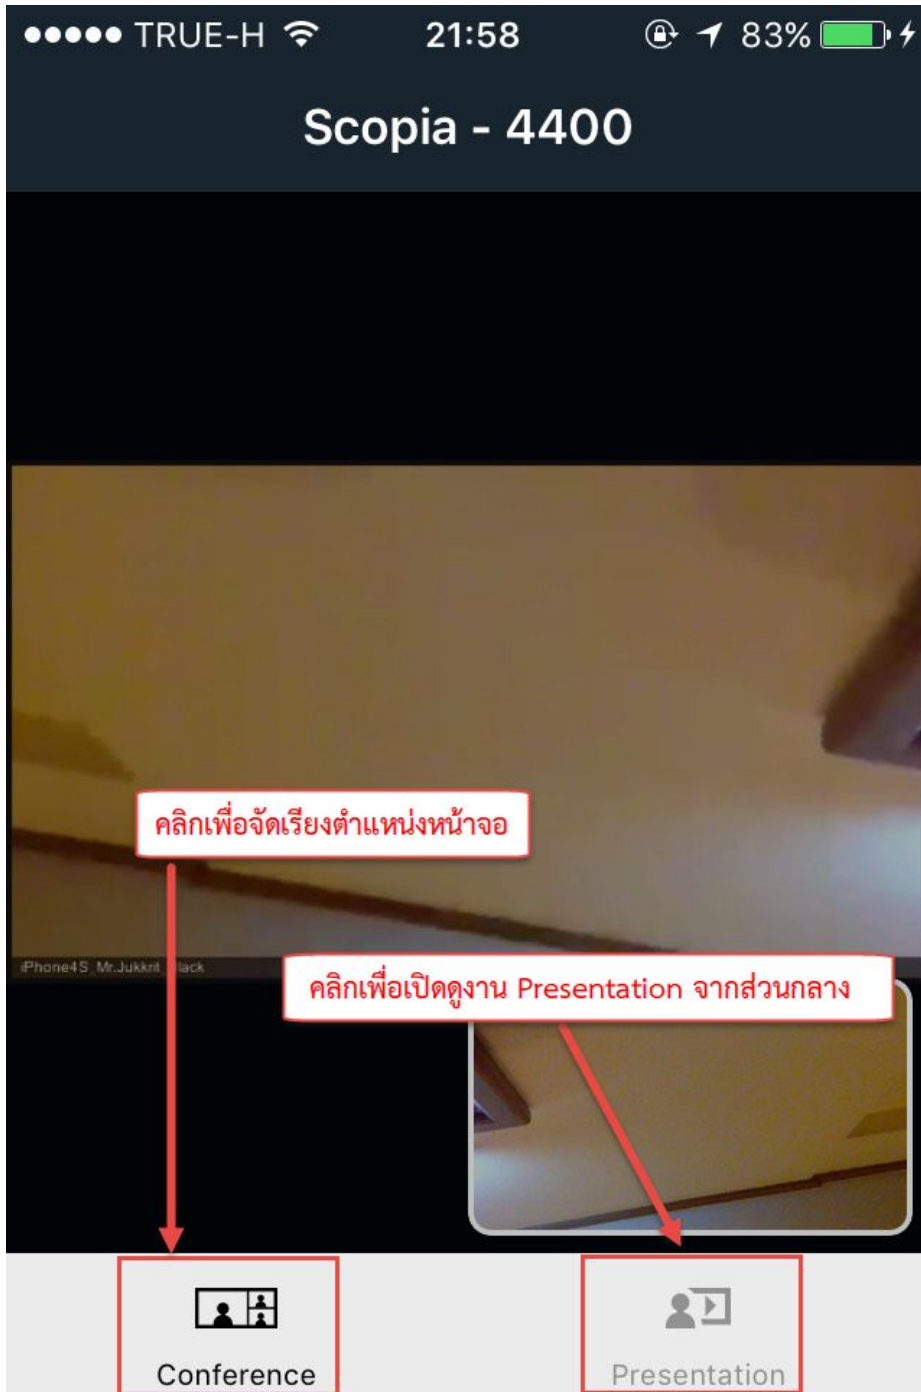 TRUE-H 21:58 83%
Scopia - 4400
คลิกเพื่อจัดเรียงตำแหน่งหน้าจอ
iPhone4S_Mr.Jukkrit lack
คลิกเพื่อเปิดดูงาน Presentation จากส่วนกลาง
Conference Presentation